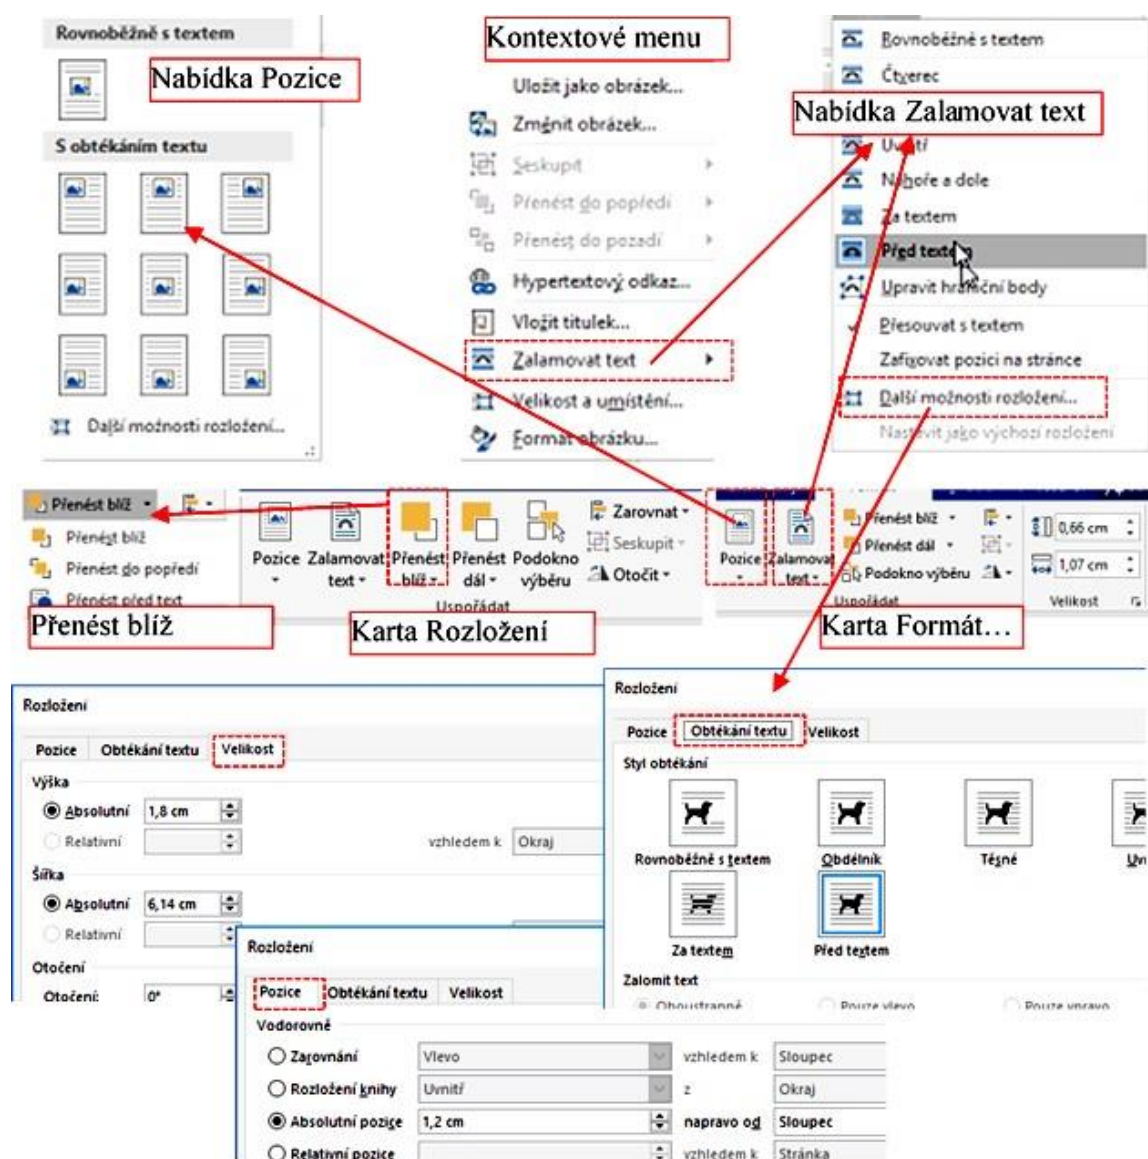 Rovnoběžně s textem
Nabídka Pozice
S obtékáním textu
Další možnosti rozložení...
Kontextové menu
Uložit jako obrázek...
Změnit obrázek...
Seskupit
Přenést do popředí
Přenést do pozadí
Hypertextový odkaz...
Vložit titulek...
Zalamovat text
Velikost a umístění...
Formát obrázku...
Rovnoběžně s textem
Čtverec
Nabídka Zalamovat text
Uvnitř
Nahoře a dole
Za textem
Před textem
Upravit hraniční body
Přesouvat s textem
Zafixovat pozici na stránce
Další možnosti rozložení...
Nastavit jako výchozí rozložení
Přenést blíž
Přenést blíž
Přenést do popředí
Přenést před text
Přenést blíž
Pozice Zalamovat text Přenést blíž Přenést dál Podokno výběru
Zarovnat
Seskupit
Otočit
Uspořádat
Karta Rozložení
Pozice Zalamovat text
Přenést blíž
Přenést dál
Podokno výběru
0,66 cm
1,07 cm
Uspořádat
Velikost
Karta Formát...
Rozložení
Pozice Obtékání textu Velikost
Výška
Absolutní 1,8 cm
Relativní vzhledem k Okraj
Šířka
Absolutní 6,14 cm
Relativní
Otočení
Otočení: 0°
Rozložení
Pozice Obtékání textu Velikost
Styl obtékání
Rovnoběžně s textem Obdélník Těsné
Za textem Před textem
Zalomit text
Oboustranně Pouze vlevo Pouze vpravo
Rozložení
Pozice Obtékání textu Velikost
Vodorovně
Zarovnání Vlevo vzhledem k Sloupec
Rozložení knihy Uvnitř z Okraj
Absolutní pozice 1,2 cm napravo od Sloupec
Relativní pozice vzhledem k Stránka